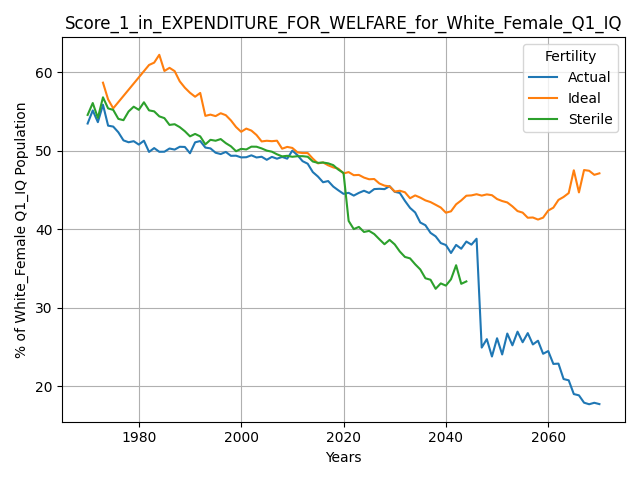 Score_1_in_EXPENDITURE_FOR_WELFARE_for_White_Female_Q1_IQ
Fertility
Actual
Ideal
Sterile
% of White_Female Q1_IQ Population
60
50
40
30
20
1980
2000
2020
2040
2060
Years